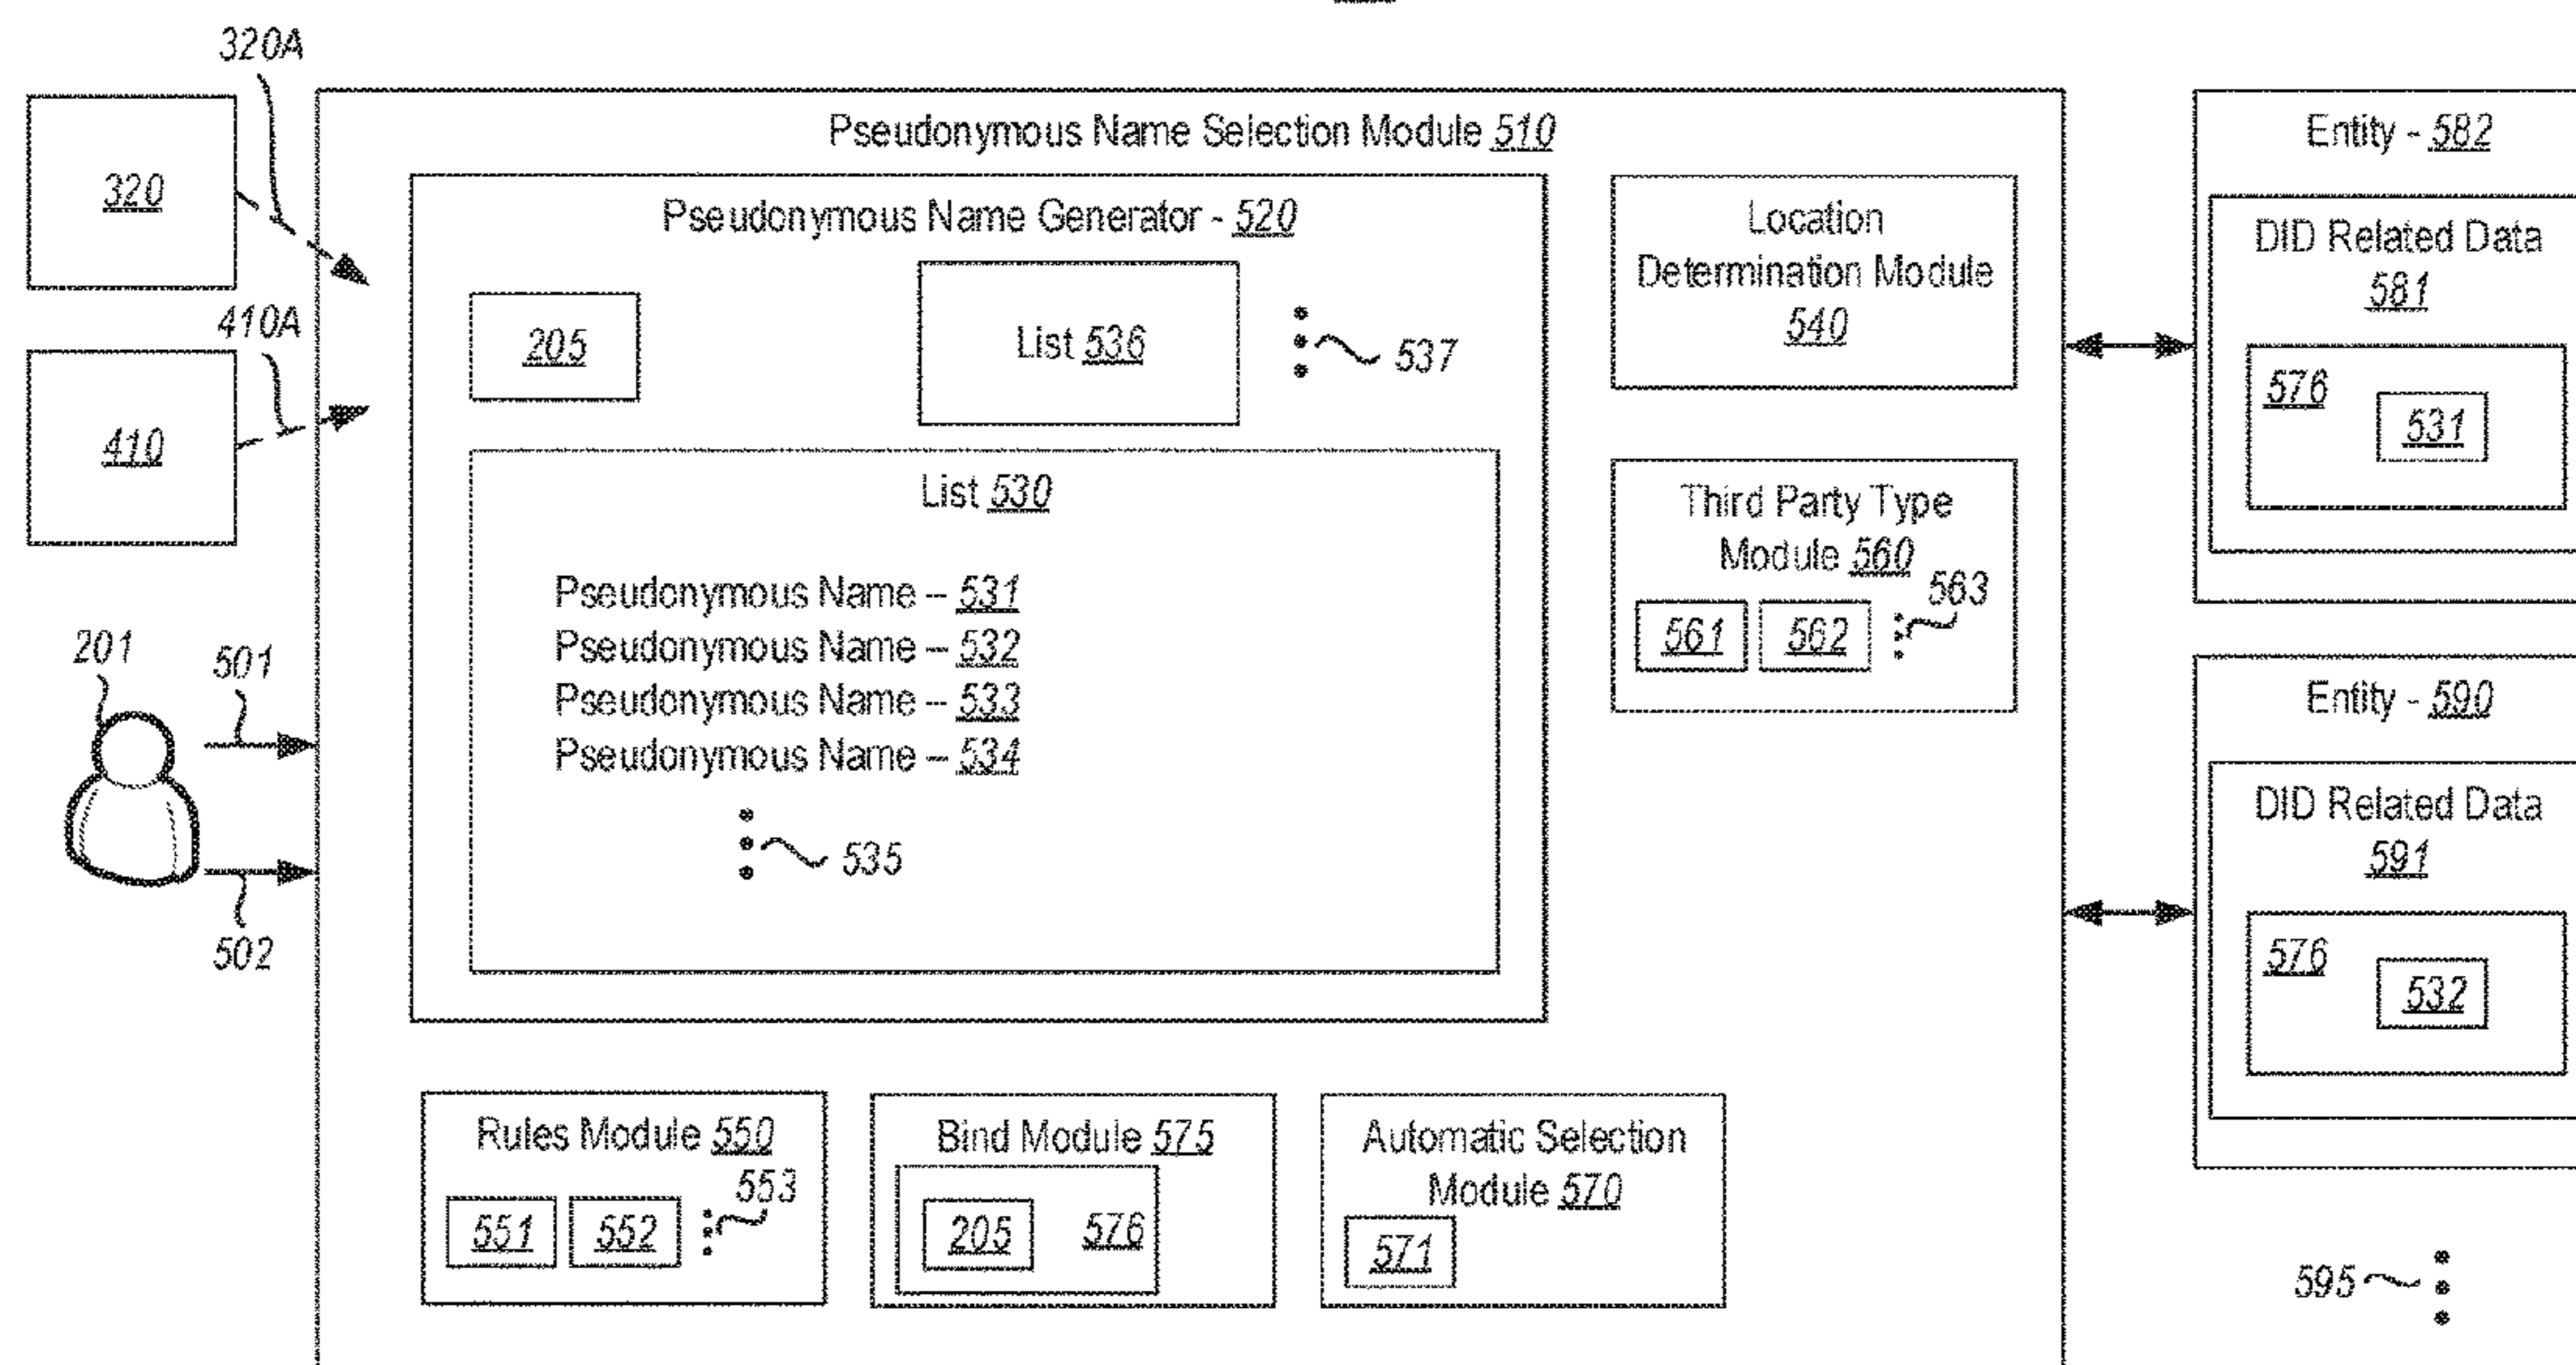 320A
320
410A
410
201
501
502
Pseudonymous Name Selection Module 510
Pseudonymous Name Generator - 520
205
List 536
537
List 530
Pseudonymous Name – 531
Pseudonymous Name – 532
Pseudonymous Name – 533
Pseudonymous Name – 534
535
Location
Determination Module
540
Third Party Type
Module 560
561 562 563
Rules Module 550
551 552 553
Bind Module 575
205 576
Automatic Selection
Module 570
571
Entity - 582
DID Related Data
581
576
531
Entity - 590
DID Related Data
591
576
532
595